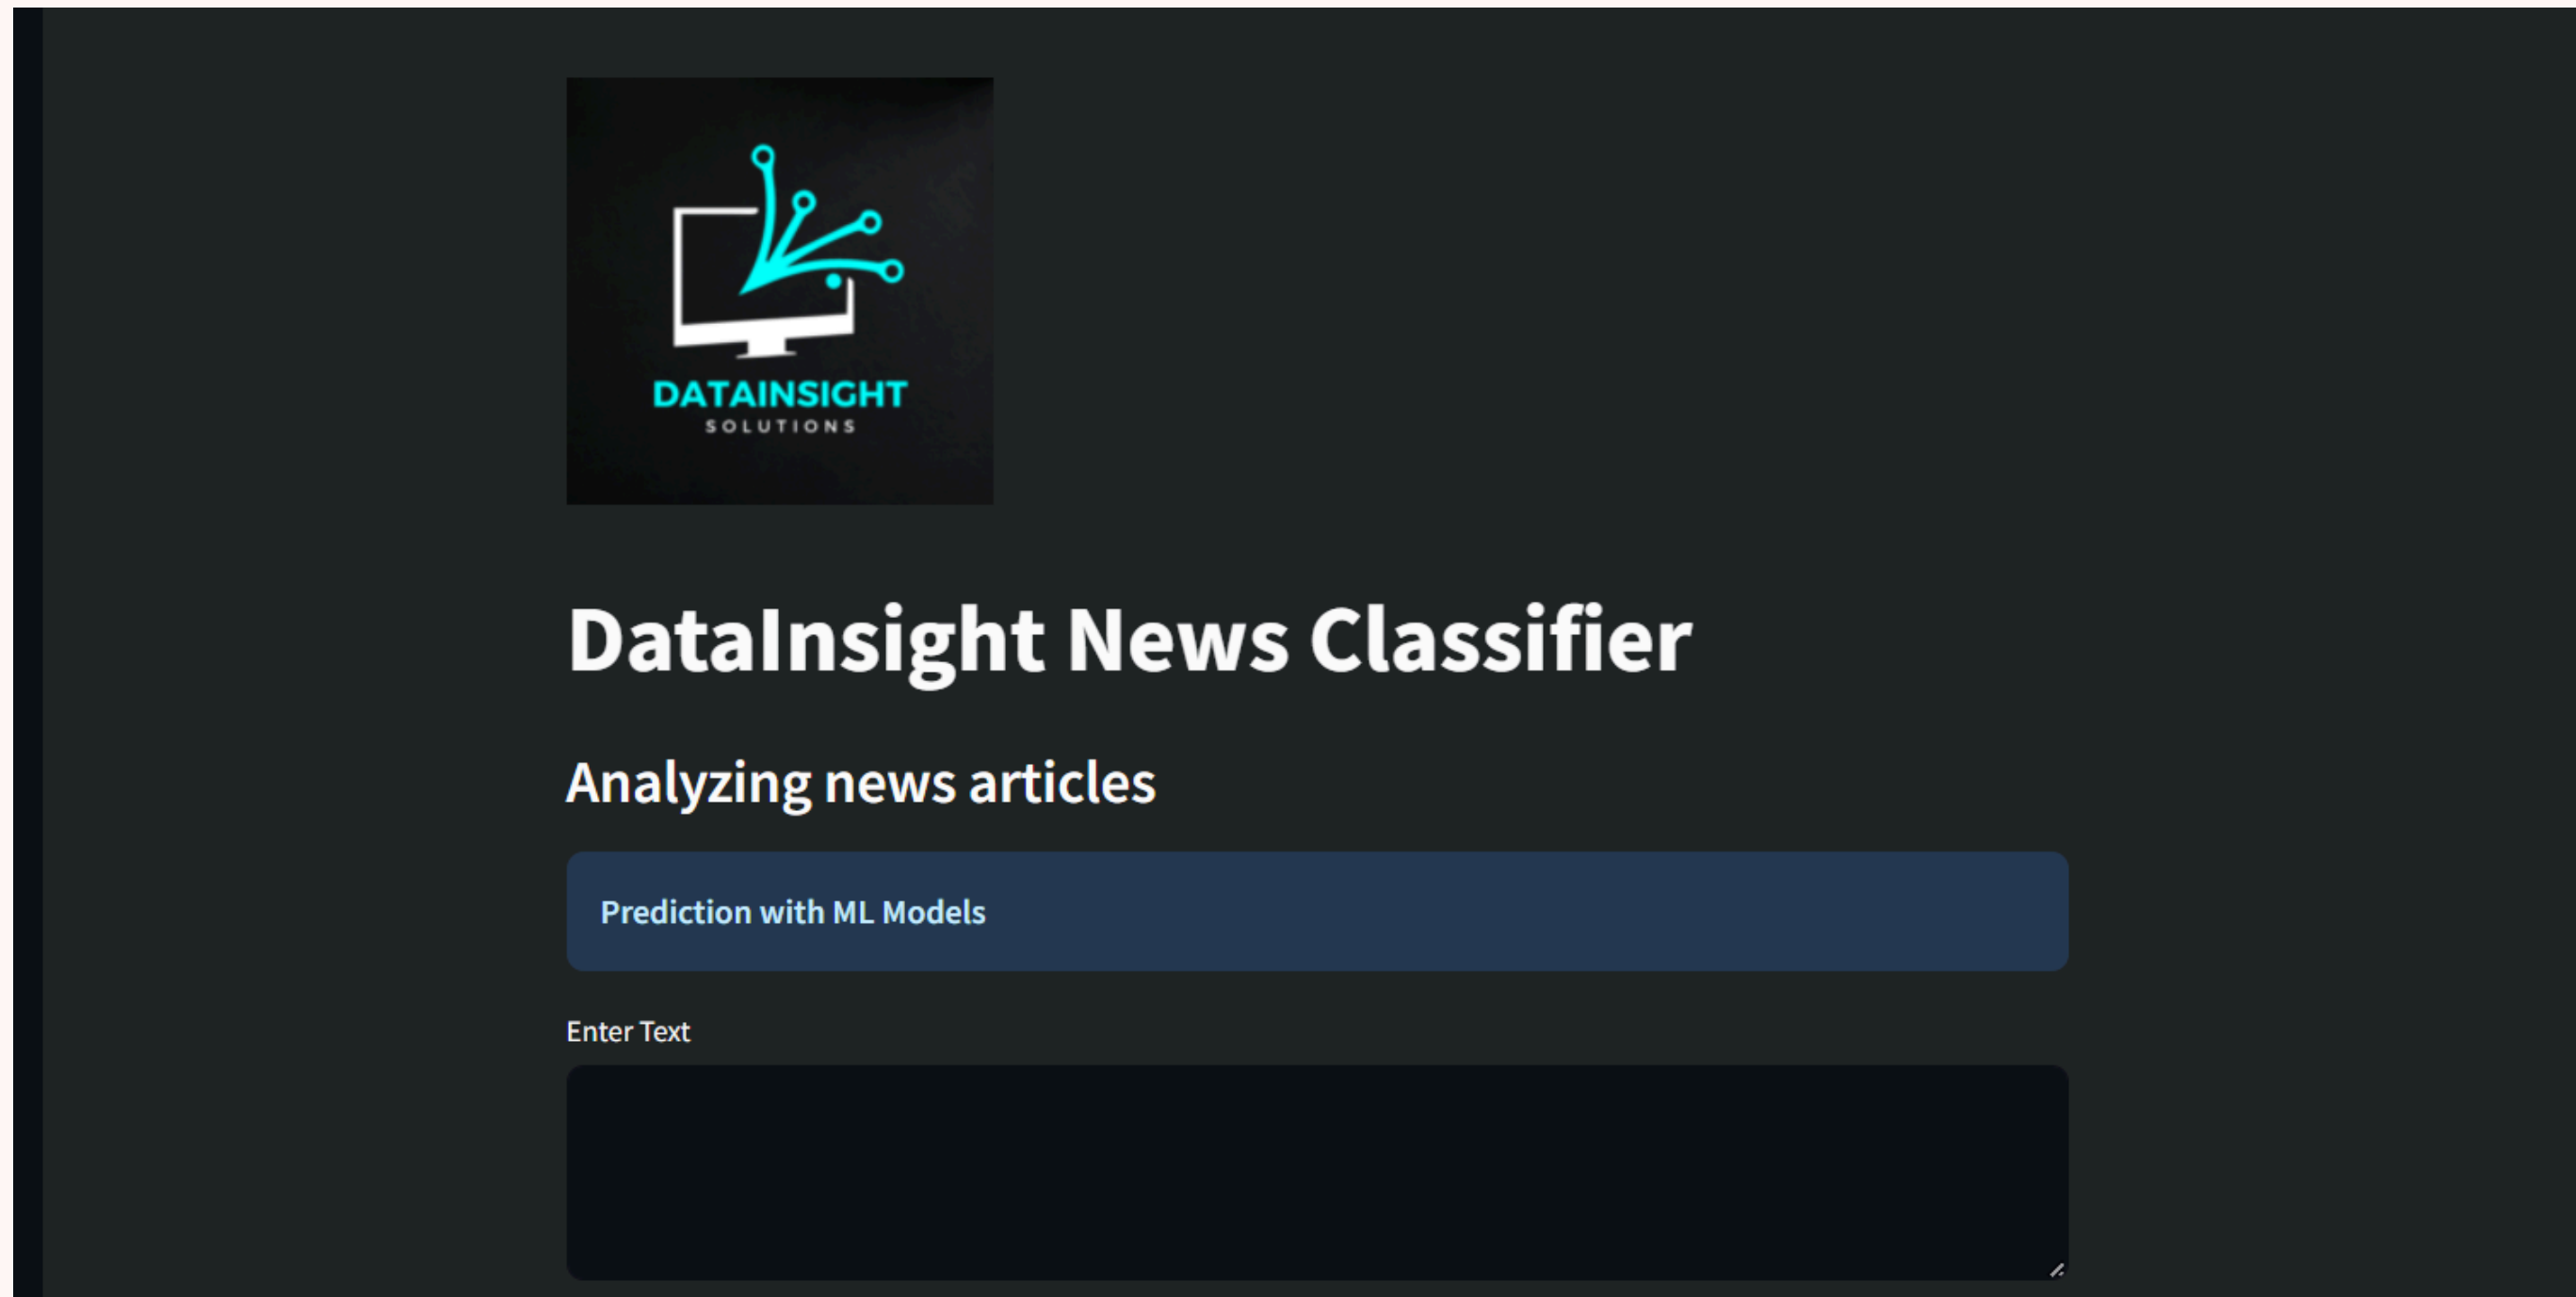 DATAINSIGHT
SOLUTIONS
DataInsight News Classifier
Analyzing news articles
Prediction with ML Models
Enter Text